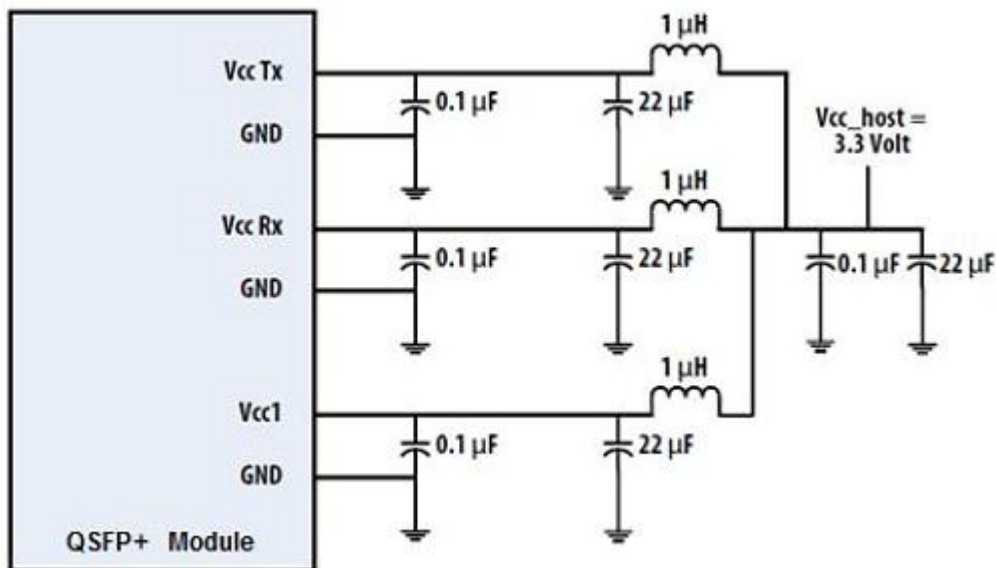 1 μH
Vcc Tx
0.1 μF
22 μF
GND
Vcc_host =
3.3 Volt
1 μH
Vcc Rx
0.1 μF
22 μF
0.1 μF
22 μF
GND
1 μH
Vcc1
0.1 μF
22 μF
GND
QSFP+ Module